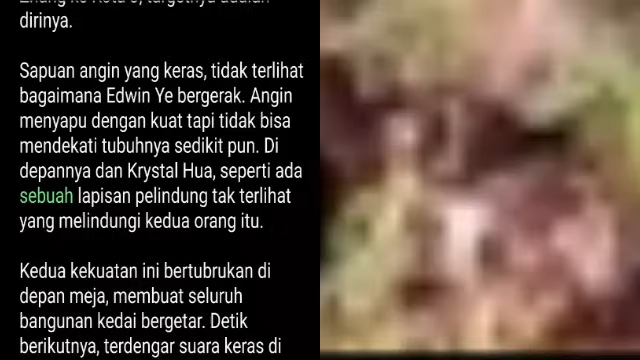 dirinya.
Sapuan angin yang keras, tidak terlihat
bagaimana Edwin Ye bergerak. Angin
menyapu dengan kuat tapi tidak bisa
mendekati tubuhnya sedikit pun. Di
depannya dan Krystal Hua, seperti ada
sebuah lapisan pelindung tak terlihat
yang melindungi kedua orang itu.
Kedua kekuatan ini bertubrukan di
depan meja, membuat seluruh
bangunan kedai bergetar. Detik
berikutnya, terdengar suara keras di